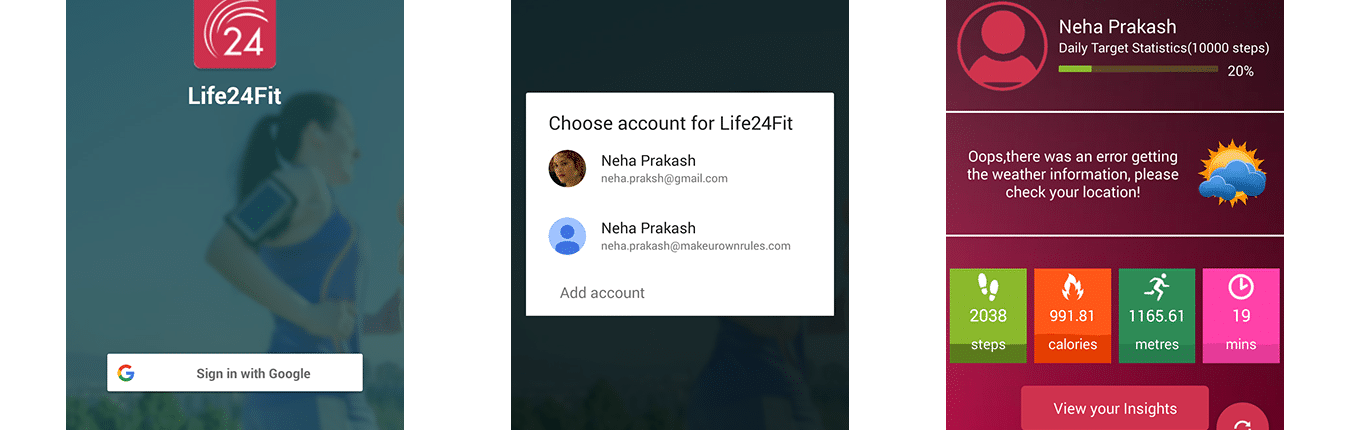 24
Life24Fit
Sign in with Google
Choose account for Life24Fit
Neha Prakash
neha.praksh@gmail.com
Neha Prakash
neha.prakash@makeurownrules.com
Add account
Neha Prakash
Daily Target Statistics(10000 steps)
20%
Oops,there was an error getting
the weather information, please
check your location!
2038
steps
991.81
calories
1165.61
metres
19
mins
View your Insights